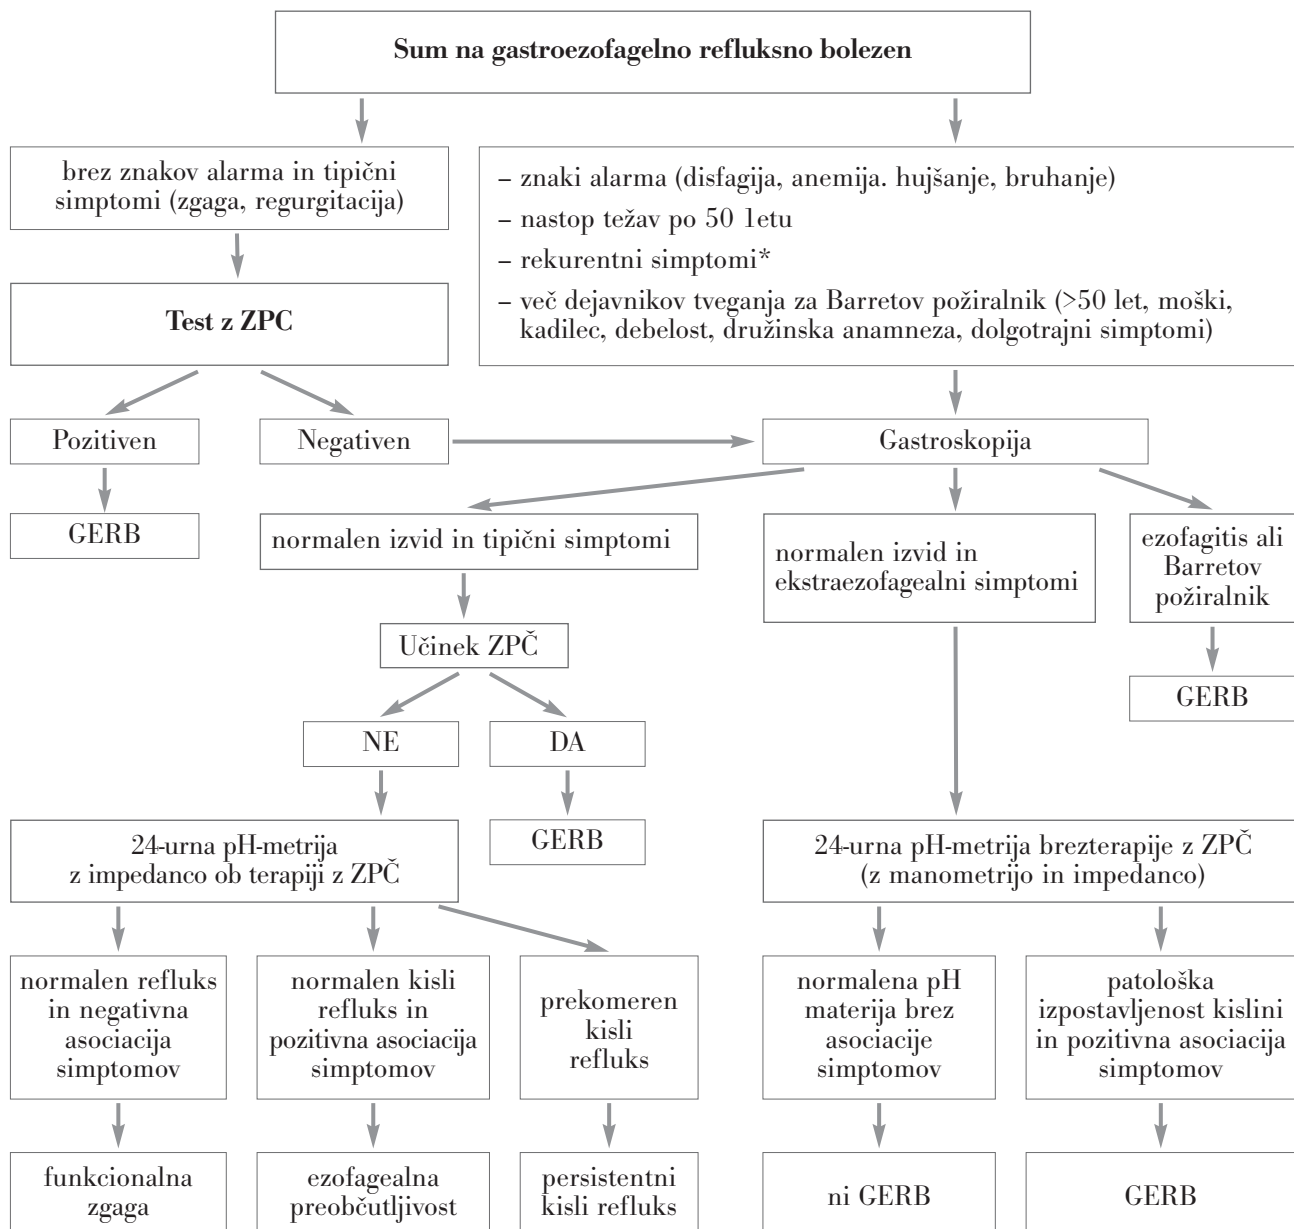 Sum na gastroezofagelno refluksno bolezen
brez znakov alarma in tipični
simptomi (zgaga, regurgitacija)
– znaki alarma (disfagija, anemija. hujšanje, bruhanje)
– nastop težav po 50 letu
– rekurentni simptomi*
– več dejavnikov tveganja za Barretov požiralnik (>50 let, moški,
kadilec, debelost, družinska anamneza, dolgotrajni simptomi)
Test z ZPC
Pozitiven
Negativen
Gastroskopija
GERB
normalen izvid in tipični simptomi
normalen izvid in
ekstraezofagealni simptomi
ezofagitis ali
Barretov
požiralnik
Učinek ZPČ
GERB
NE
DA
GERB
24-urna pH-metrija
z impedanco ob terapiji z ZPČ
24-urna pH-metrija brezterapije z ZPČ
(z manometrijo in impedanco)
normalen refluks
in negativna
asociacija
simptomov
normalen kisli
refluks in
pozitivna asociacija
simptomov
prekomeren
kisli
refluks
normalena pH
materija brez
asociacije
simptomov
patološka
izpostavljenost kislini
in pozitivna asociacija
simptomov
funkcionalna
zgaga
ezofagealna
preobčutljivost
persistentni
kisli refluks
ni GERB
GERB